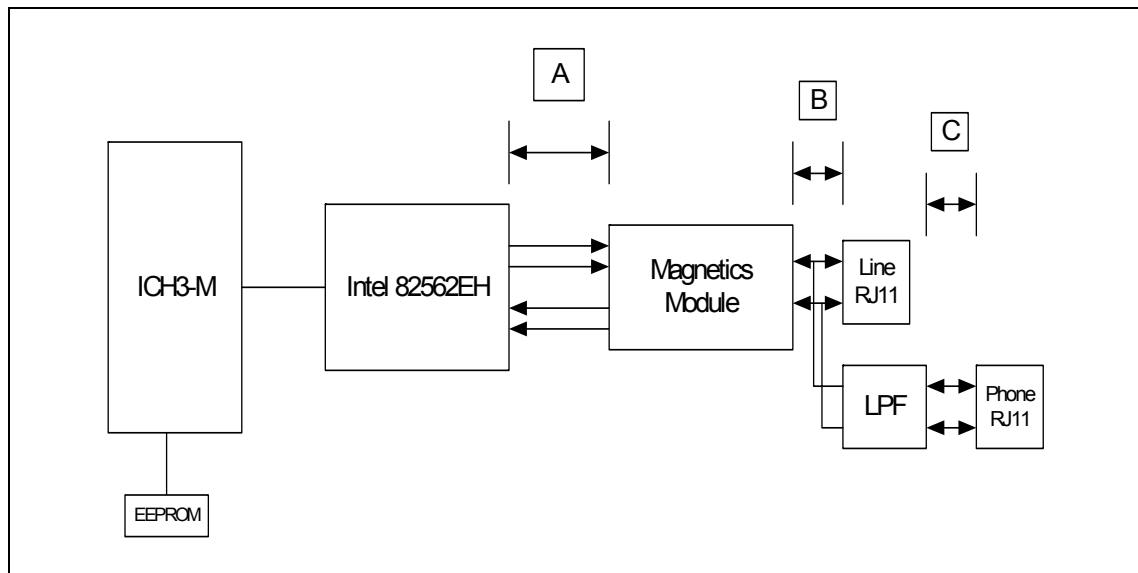 A
B
C
ICH3-M
Intel 82562EH
Magnetics
Module
Line
RJ11
LPF
Phone
RJ11
EEPROM